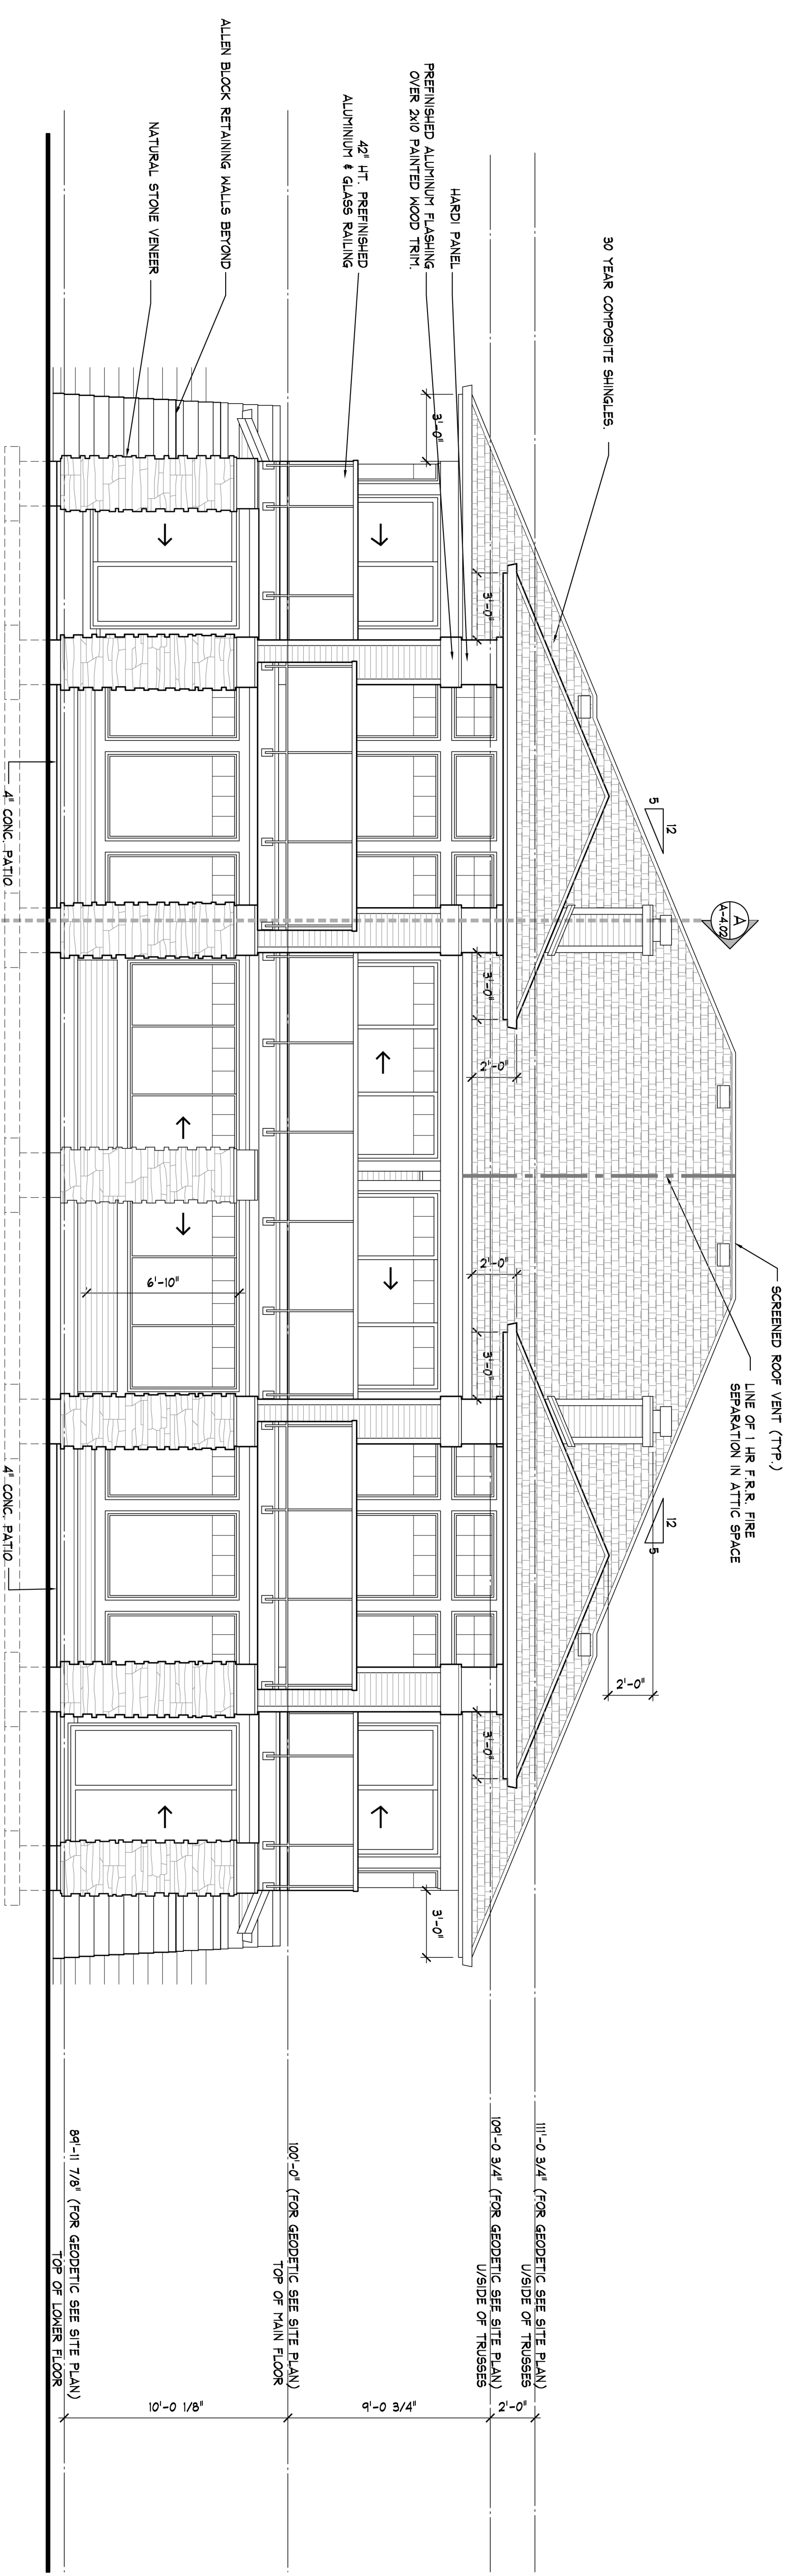 ALLEN BLOCK RETAINING WALLS BEYOND
NATURAL STONE VENEER
PREFINISHED ALUMINUM FLASHING
OVER 2x10 PAINTED WOOD TRIM.
42" HT. PREFINISHED
ALUMINIUM & GLASS RAILING
HARDI PANEL
30 YEAR COMPOSITE SHINGLES.
SCREENED ROOF VENT (TYP.)
LINE OF 1 HR F.R.R. FIRE
SEPARATION IN ATTIC SPACE
12
5
A
A-4.02
12
5
2'-0"
3'-0"
3'-0"
3'-0"
2'-0"
2'-0"
3'-0"
3'-0"
3'-0"
6'-10"
4" CONC. PATIO
4" CONC. PATIO
111'-0 3/4" (FOR GEODETIC SEE SITE PLAN)
U/SIDE OF TRUSSES
109'-0 3/4" (FOR GEODETIC SEE SITE PLAN)
U/SIDE OF TRUSSES
100'-0" (FOR GEODETIC SEE SITE PLAN)
TOP OF MAIN FLOOR
89'-11 7/8" (FOR GEODETIC SEE SITE PLAN)
TOP OF LOWER FLOOR
2'-0"
9'-0 3/4"
10'-0 1/8"